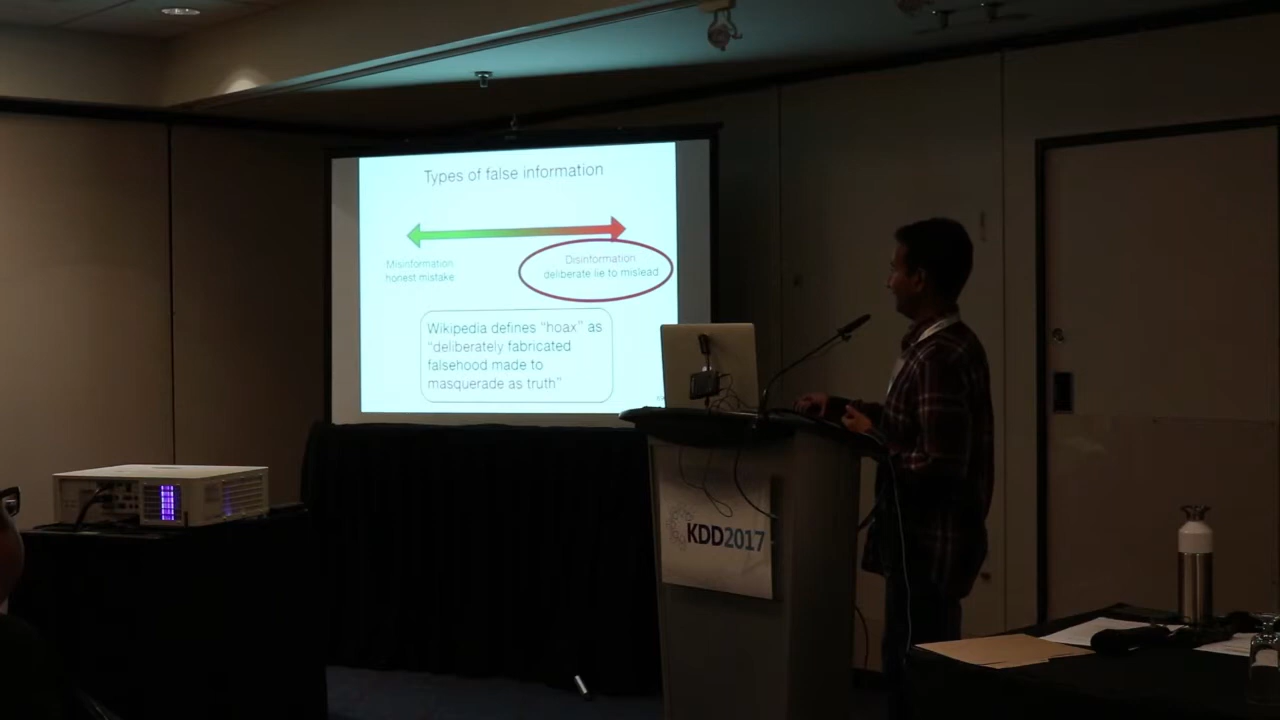 Types of false information
Misinformation
honest mistake
Disinformation
deliberate lie to mislead
Wikipedia defines “hoax” as
“deliberately fabricated
falsehood made to
masquerade as truth”
KDD2017